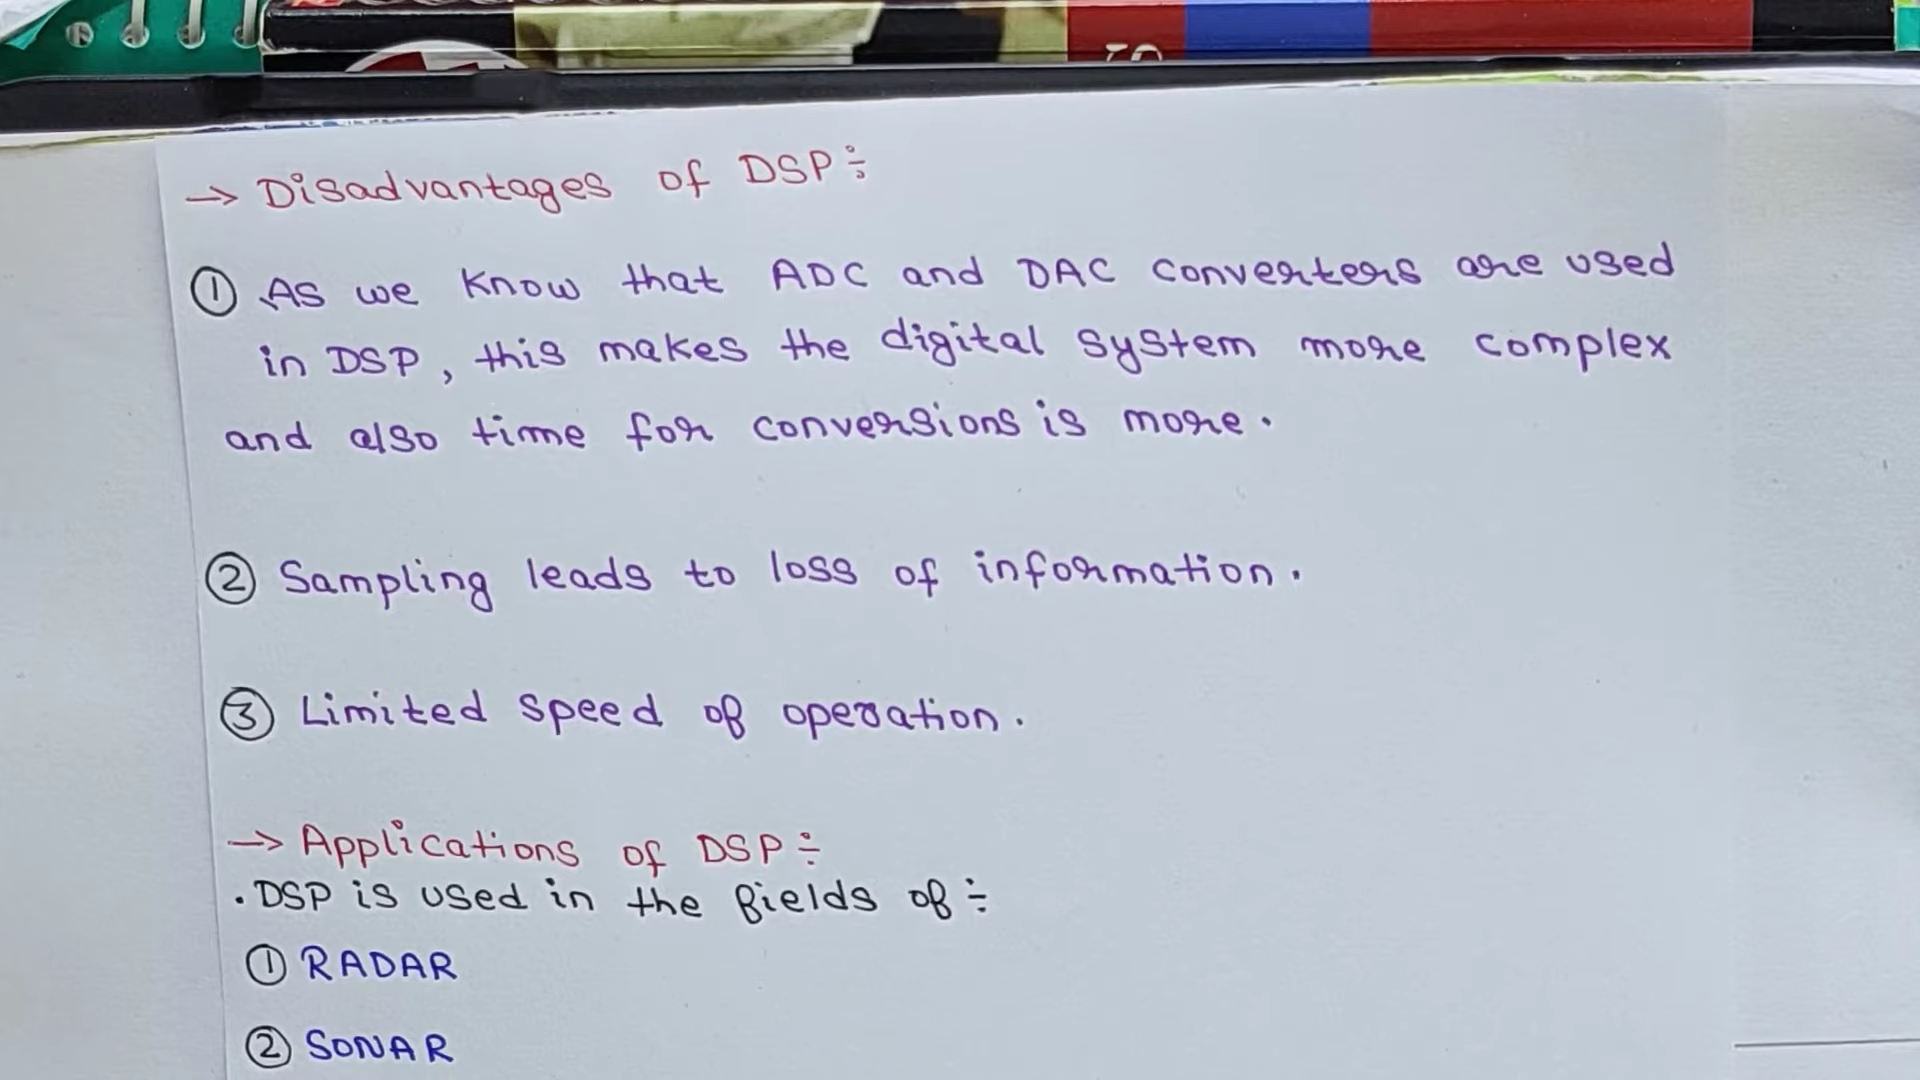 → Disadvantages of DSP÷
① As we know that ADC and DAC converters are used
in DSP, this makes the digital system more complex
and also time for conversions is more.
② Sampling leads to loss of information.
③ Limited speed of operation.
→ Applications of DSP÷
. DSP is used in the fields of÷
① RADAR
② SONAR